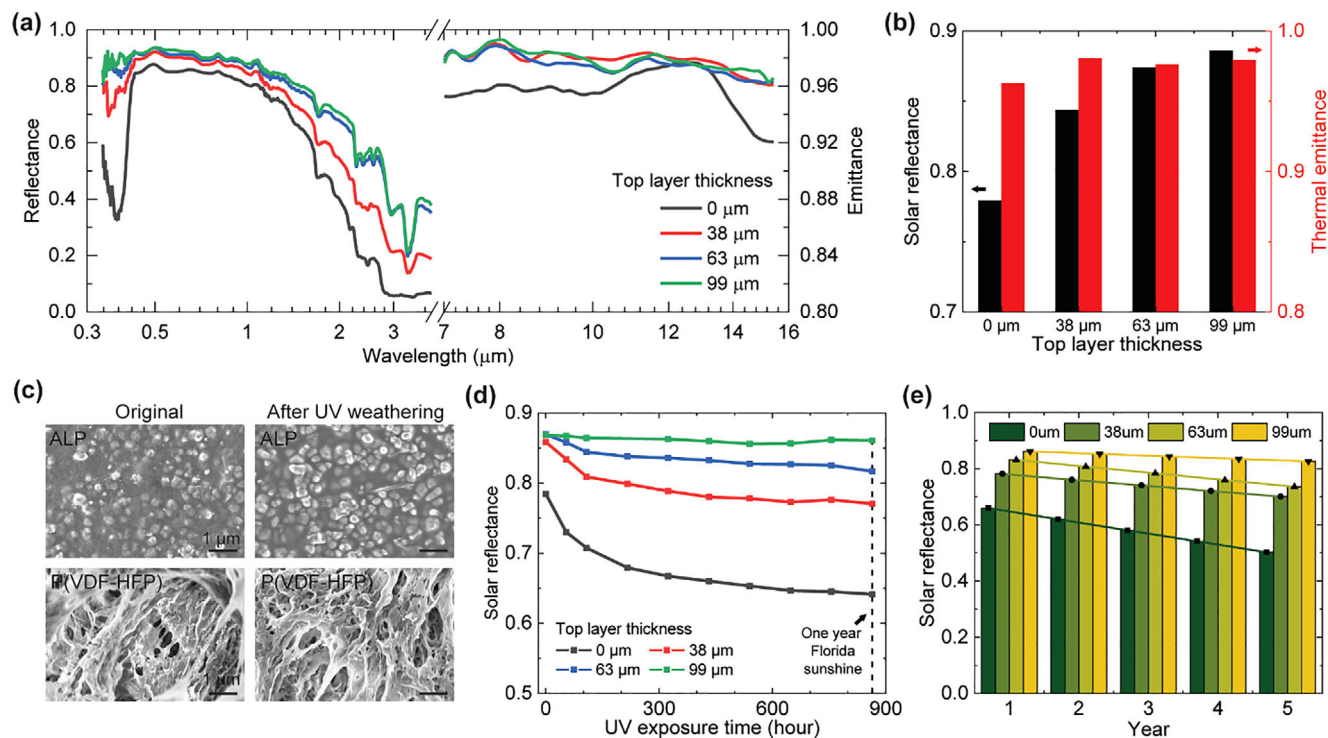 (a)
1.0
0.8
0.6
0.4
0.2
0.0
Reflectance
0.3
0.5
1
2
3
7
8
10
12
14
16
Wavelength (μm)
1.00
0.96
0.92
0.88
0.84
0.80
Emittance
Top layer thickness
0 μm
38 μm
63 μm
99 μm
(b)
0.9
0.8
0.7
Solar reflectance
1.0
0.9
0.8
Thermal emittance
0 μm
38 μm
63 μm
99 μm
Top layer thickness
(c)
Original
After UV weathering
ALP
ALP
1 μm
P(VDF-HFP)
P(VDF-HFP)
1 μm
(d)
0.9
0.8
0.7
0.6
0.5
Solar reflectance
Top layer thickness
0 μm
38 μm
63 μm
99 μm
One year
Florida
sunshine
0
300
600
900
UV exposure time (hour)
(e)
1.0
0.8
0.6
0.4
0.2
0.0
Solar reflectance
0um
38um
63um
99um
1
2
3
4
5
Year